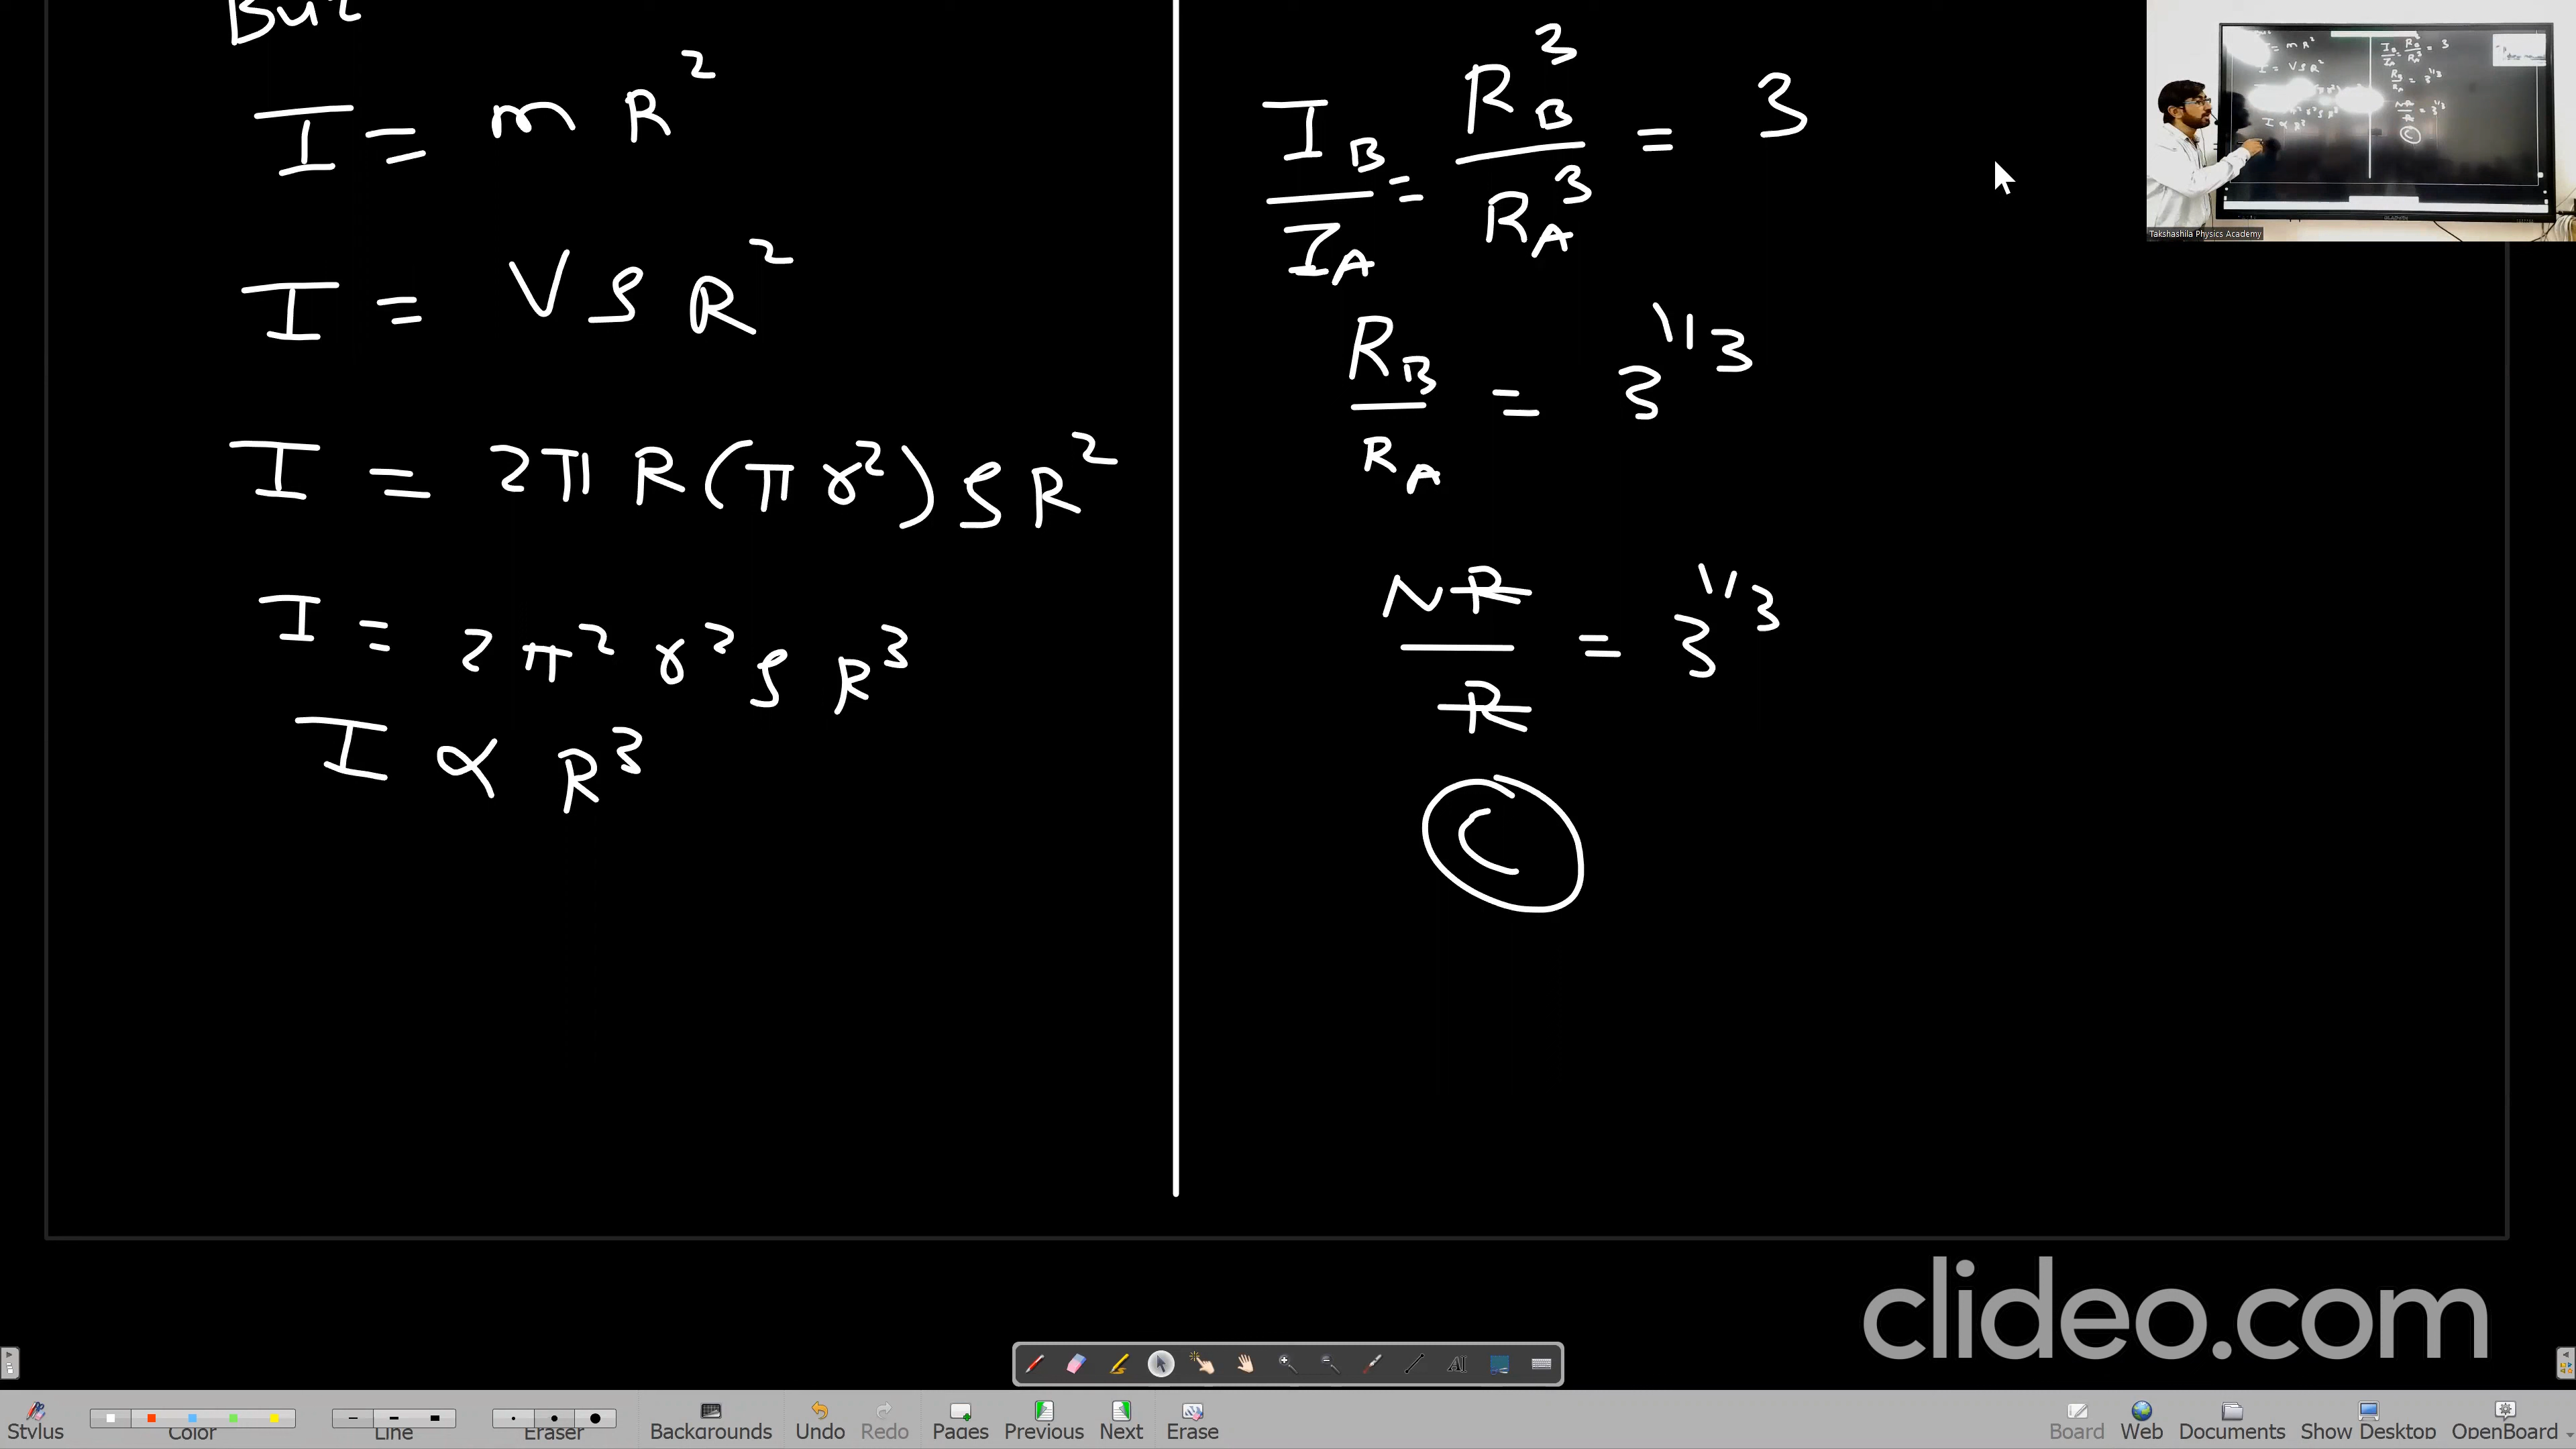 But
I = m R²
I = V ρ R²
I = 2π R (π r²) ρ R²
I = 2 π² r² ρ R³
I ∝ R³
I_B / I_A = R_B³ / R_A³ = 3
R_B / R_A = 3^1/3
N R / R = 3^1/3
C
Takshashila Physics Academy
clideo.com
Stylus Color Line Eraser Backgrounds Undo Redo Pages Previous Next Erase Board Web Documents Show Desktop OpenBoard